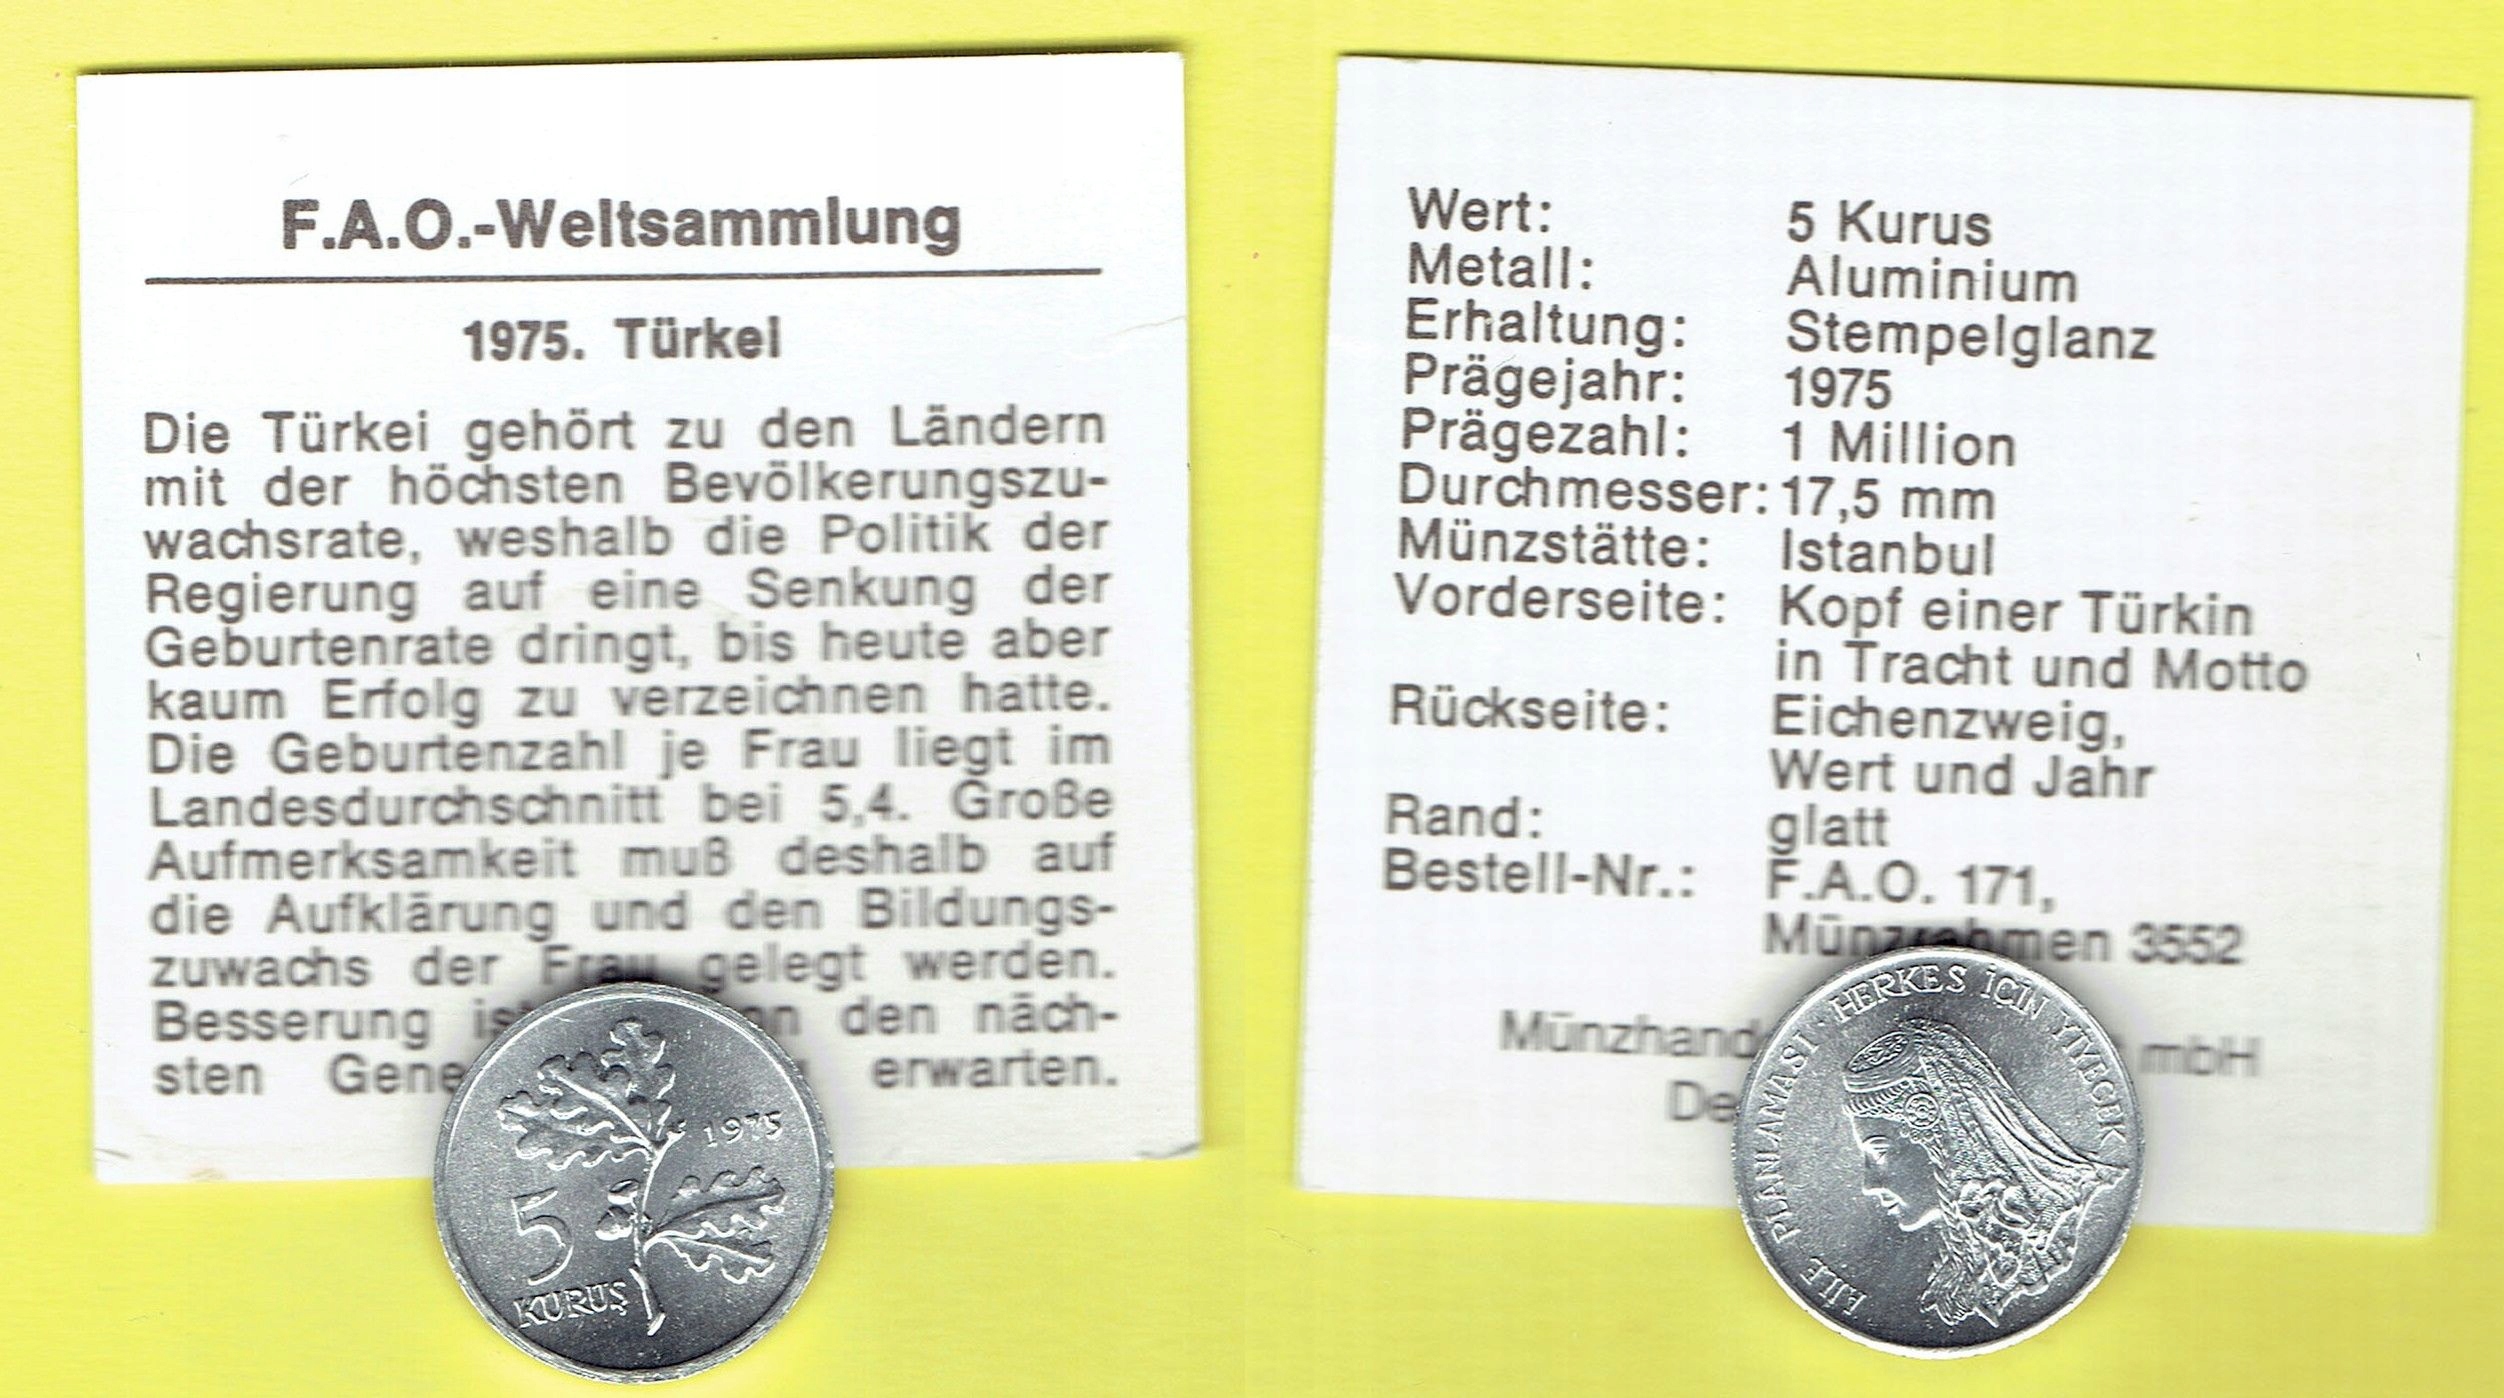 F.A.O.-Weltsammlung
1975. Türkei
Die Türkei gehört zu den Ländern
mit der höchsten Bevölkerungszu-
wachsrate, weshalb die Politik der
Regierung auf eine Senkung der
Geburtenrate dringt, bis heute aber
kaum Erfolg zu verzeichnen hatte.
Die Geburtenzahl je Frau liegt im
Landesdurchschnitt bei 5,4. Große
Aufmerksamkeit muß deshalb auf
die Aufklärung und den Bildungs-
zuwachs der Frau gelegt werden.
Besserung ist den näch-
sten Gene erwarten.
1975
5
KURUŞ
Wert: 5 Kurus
Metall: Aluminium
Erhaltung: Stempelglanz
Prägejahr: 1975
Prägezahl: 1 Million
Durchmesser: 17,5 mm
Münzstätte: Istanbul
Vorderseite: Kopf einer Türkin
in Tracht und Motto
Rückseite: Eichenzweig,
Wert und Jahr
Rand: glatt
Bestell-Nr.: F.A.O. 171,
Münzrahmen 3552
Münzhand mbH
De
AİLE PLANLAMASI · HERKES İÇİN YİYECEK